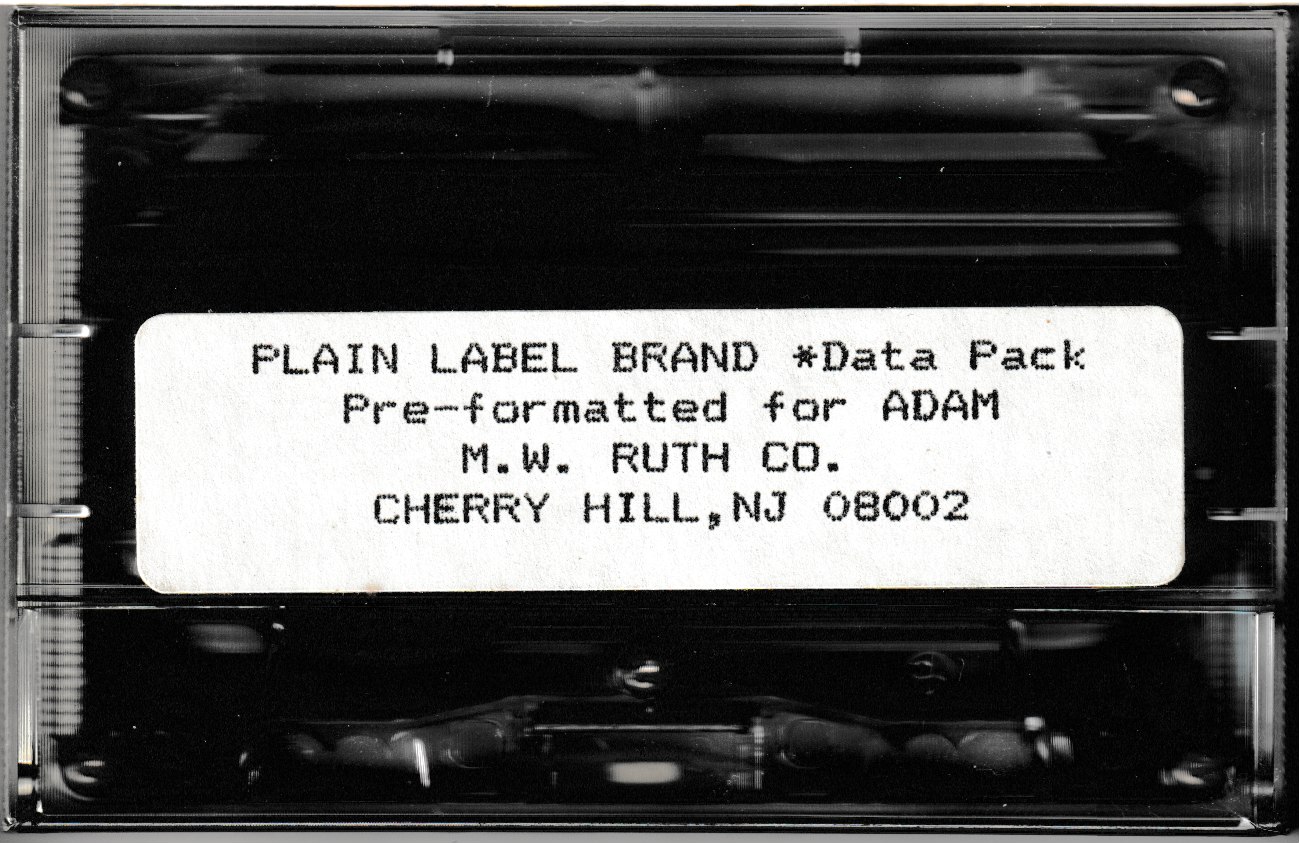 PLAIN LABEL BRAND *Data Pack
Pre-formatted for ADAM
M.W. RUTH CO.
CHERRY HILL,NJ 08002